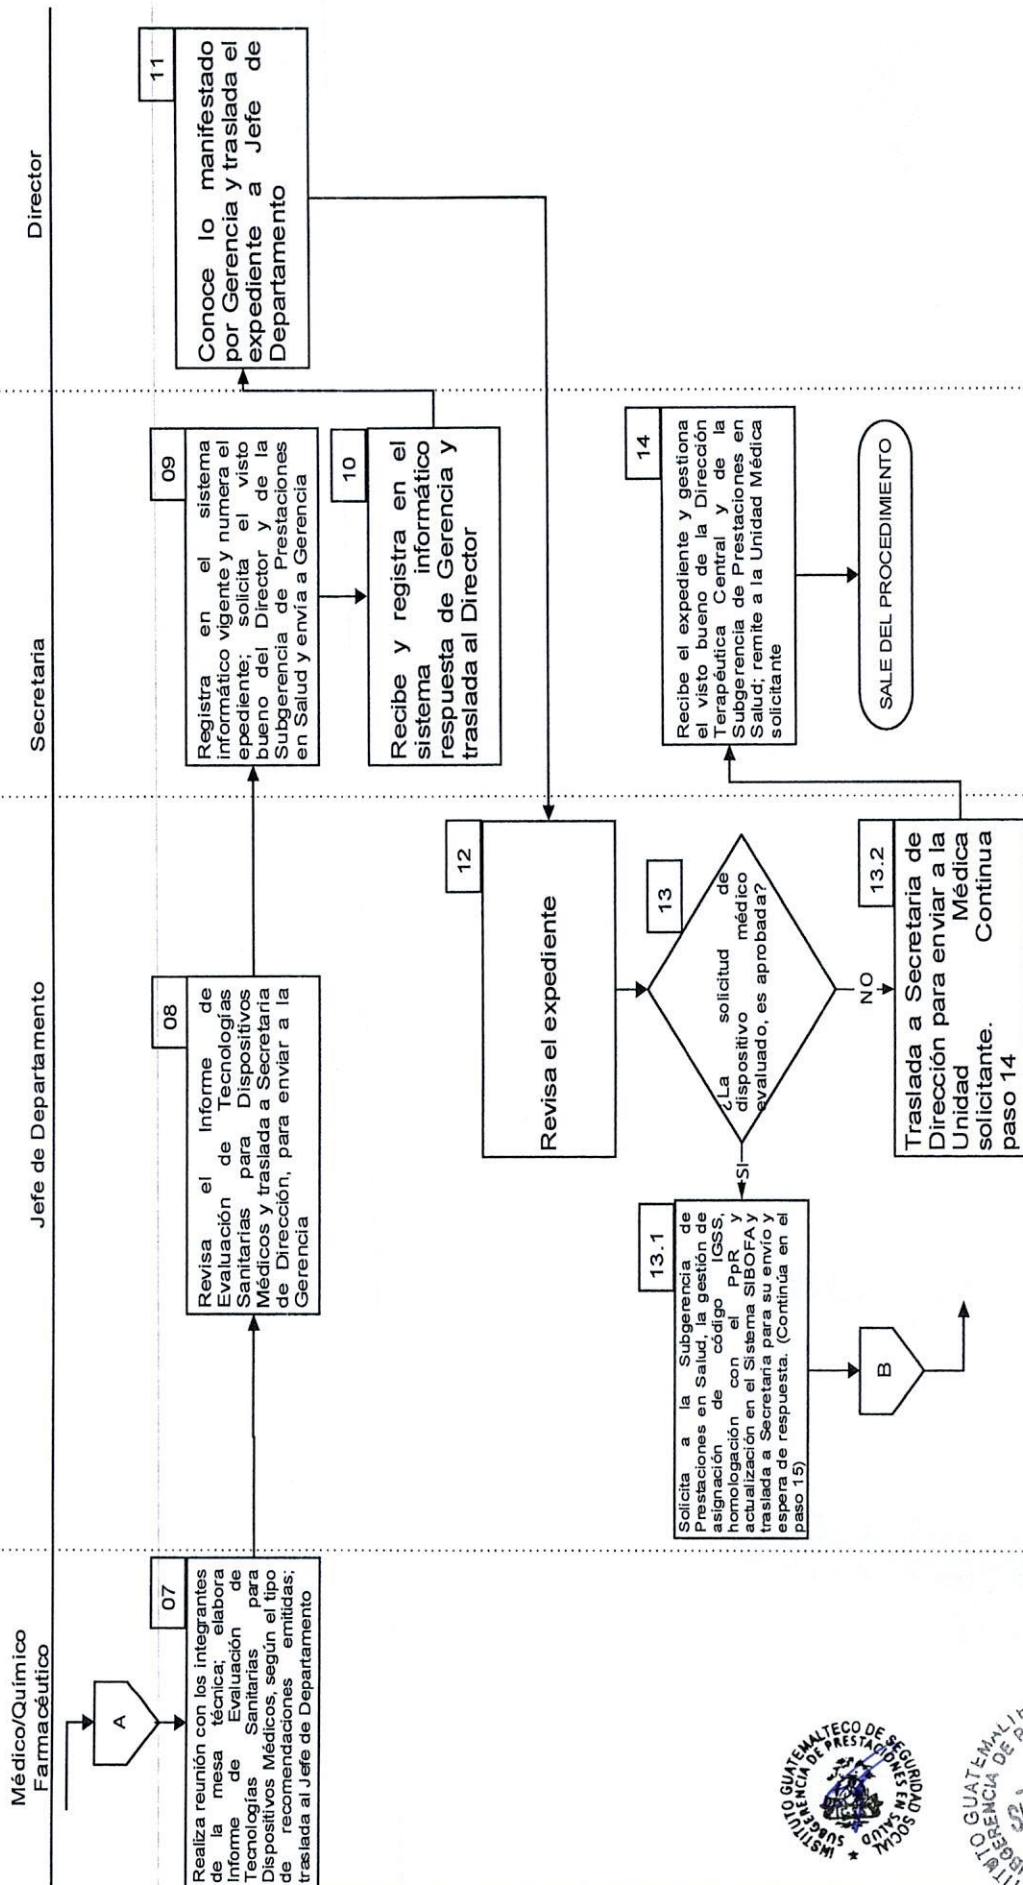 Médico/Químico
Farmacéutico
Jefe de Departamento
Secretaria
Director
A
07
Realiza reunión con los integrantes
de la mesa técnica; elabora
Informe de Evaluación de
Tecnologías Sanitarias para
Dispositivos Médicos, según el tipo
de recomendaciones emitidas;
traslada al Jefe de Departamento
08
Revisa el Informe de
Evaluación de Tecnologías
Sanitarias para Dispositivos
Médicos y traslada a Secretaria
de Dirección, para enviar a la
Gerencia
09
Registra en el sistema
informático vigente y numera el
epediente; solicita el visto
bueno del Director y de la
Subgerencia de Prestaciones
en Salud y envía a Gerencia
10
Recibe y registra en el
sistema informático
respuesta de Gerencia y
traslada al Director
11
Conoce lo manifestado
por Gerencia y traslada el
expediente a Jefe de
Departamento
12
Revisa el expediente
13
¿La solicitud de
dispositivo médico
evaluado, es aprobada?
SI
NO
13.1
Solicita a la Subgerencia de
Prestaciones en Salud, la gestión de
asignación de código IGSS,
homologación con el PpR y
actualización en el Sistema SIBOFA y
traslada a Secretaria para su envío y
espera de respuesta. (Continúa en el
paso 15)
B
13.2
Traslada a Secretaria de
Dirección para enviar a la
Unidad Médica
solicitante. Continua
paso 14
14
Recibe el expediente y gestiona
el visto bueno de la Dirección
Terapéutica Central y de la
Subgerencia de Prestaciones en
Salud; remite a la Unidad Médica
solicitante
SALE DEL PROCEDIMIENTO
INSTITUTO GUATEMALTECO DE SEGURIDAD SOCIAL
SUBGERENCIA DE PRESTACIONES EN SALUD